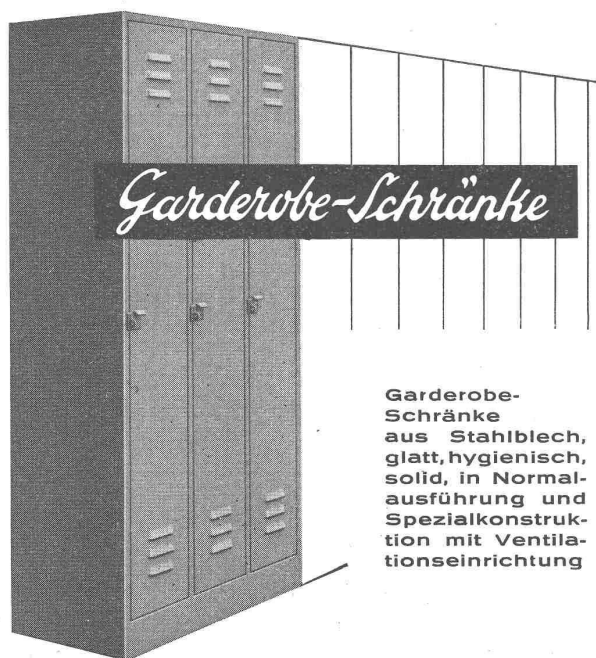 Garderobe-Schränke
Garderobe-
Schränke
aus Stahlblech,
glatt, hygienisch,
solid, in Normal-
ausführung und
Spezialkonstruk-
tion mit Ventila-
tionseinrichtung